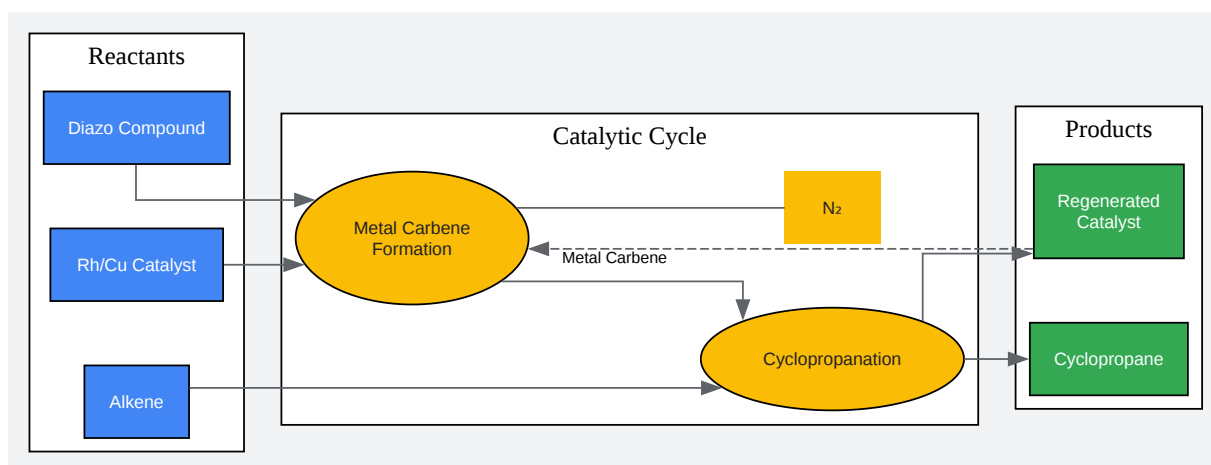 Reactants
Diazo Compound
Rh/Cu Catalyst
Alkene
Catalytic Cycle
Metal Carbene
Formation
N₂
Metal Carbene
Cyclopropanation
Products
Regenerated
Catalyst
Cyclopropane